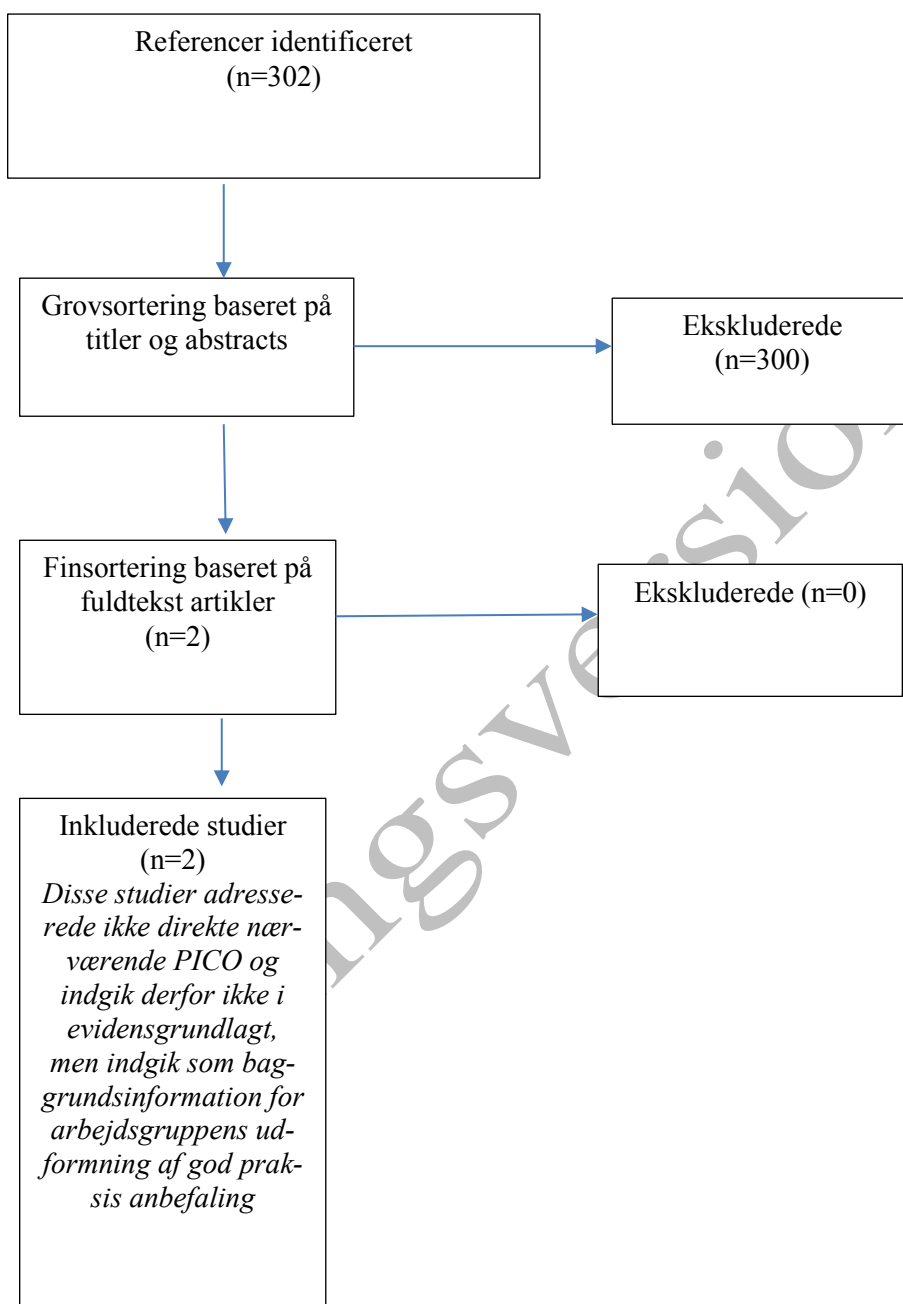 Referencer identificeret
(n=302)
Grovsortering baseret på
titler og abstracts
Ekskluderede
(n=300)
Finsortering baseret på
fuldtekst artikler
(n=2)
Ekskluderede (n=0)
Inkluderede studier
(n=2)
Disse studier adresse-
rede ikke direkte nær-
værende PICO og
indgik derfor ikke i
evidensgrundlagt,
men indgik som bag-
grundsinformation for
arbejdsgruppens ud-
formning af god prak-
sis anbefaling